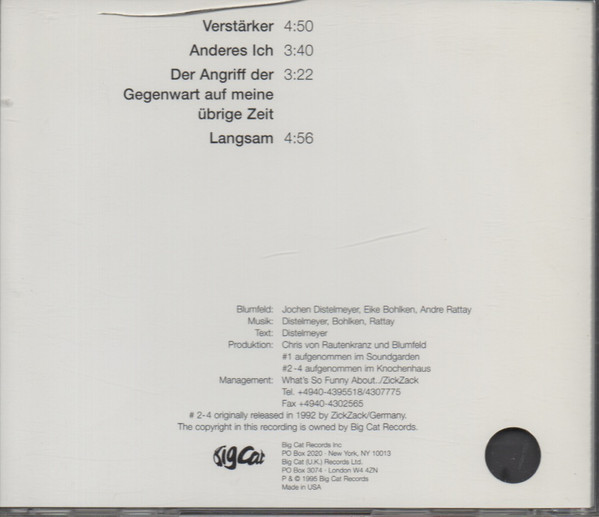 Verstärker 4:50
Anderes Ich 3:40
Der Angriff der 3:22
Gegenwart auf meine
übrige Zeit
Langsam 4:56
Blumfeld: Jochen Distelmeyer, Eike Bohlken, Andre Rattay
Musik: Distelmeyer, Bohlken, Rattay
Text: Distelmeyer
Produktion: Chris von Rautenkranz und Blumfeld
#1 aufgenommen im Soundgarden
#2-4 aufgenommen im Knochenhaus
Management: What's So Funny About../ZickZack
Tel. +4940-4395518/4307775
Fax +4940-4302565
# 2-4 originally released in 1992 by ZickZack/Germany.
The copyright in this recording is owned by Big Cat Records.
Big Cat
Big Cat Records Inc
PO Box 2020 · New York, NY 10013
Big Cat (U.K.) Records Ltd.
PO Box 3074 · London W4 4ZN
P & © 1995 Big Cat Records
Made in USA